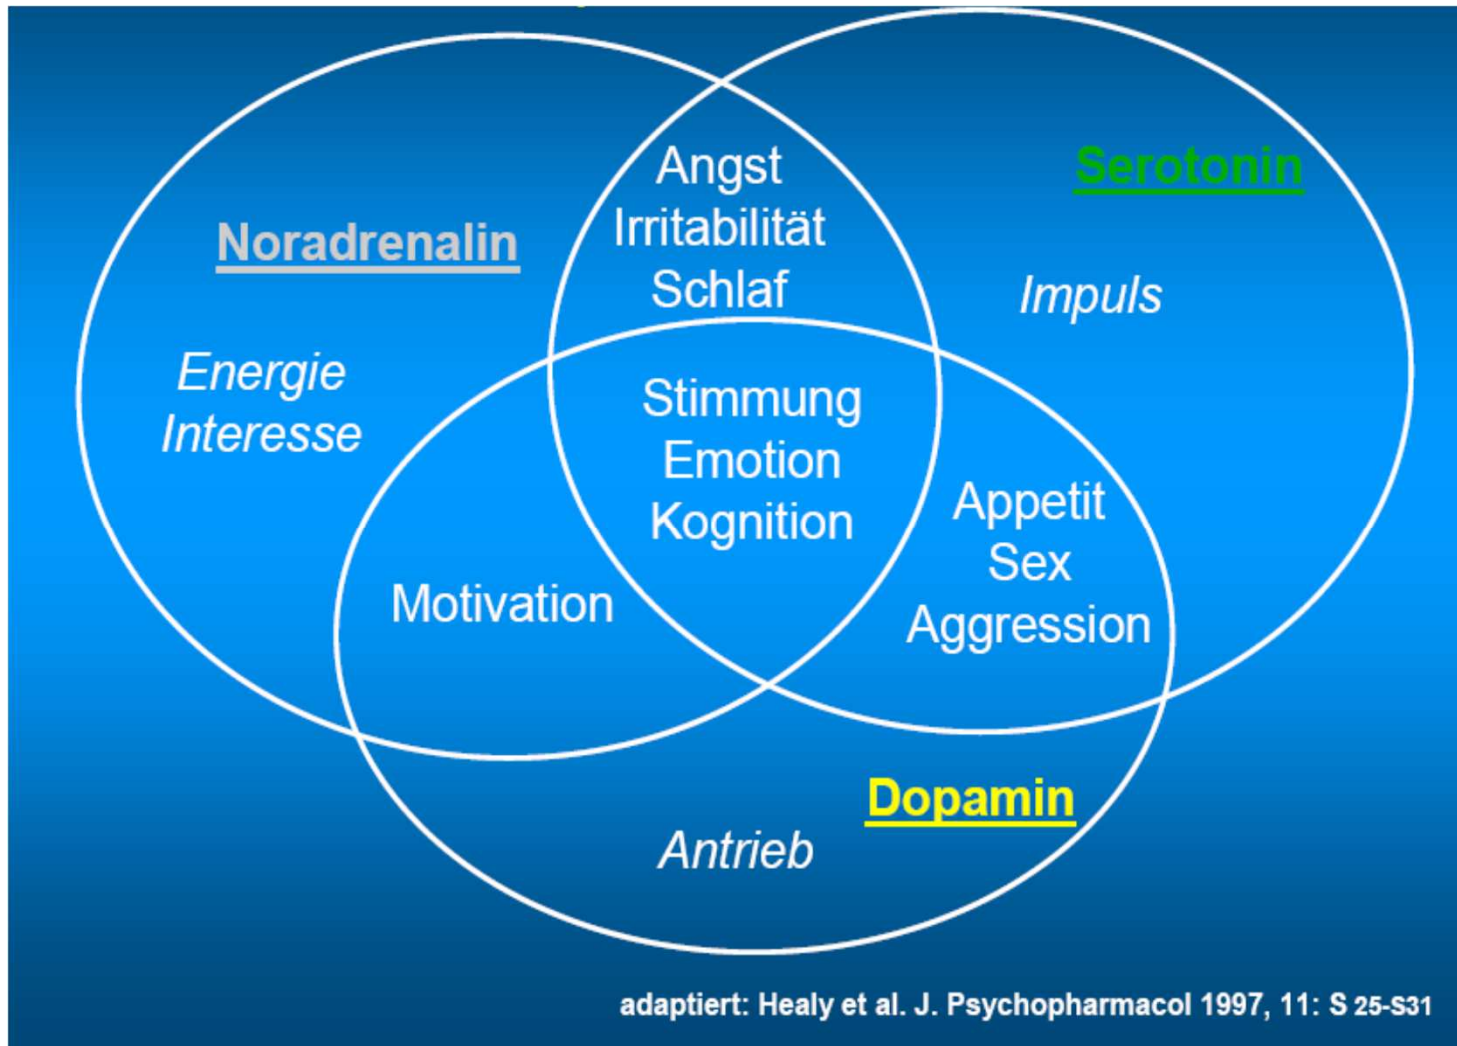 Noradrenalin
Energie
Interesse
Angst
Irritabilität
Schlaf
Serotonin
Impuls
Stimmung
Emotion
Kognition
Motivation
Appetit
Sex
Aggression
Dopamin
Antrieb
adaptiert: Healy et al. J. Psychopharmacol 1997, 11: S 25-S31